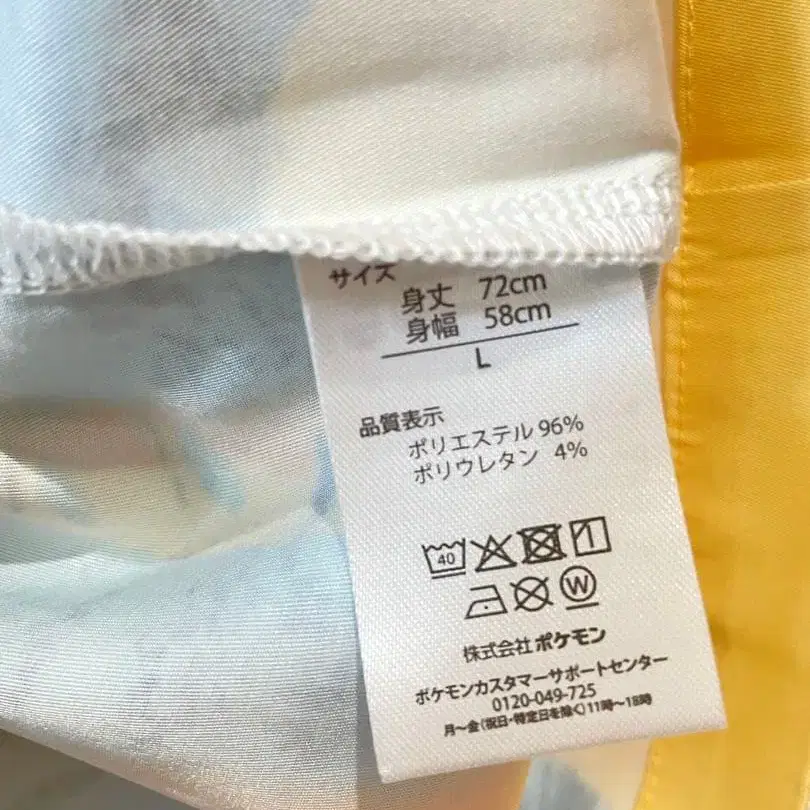 サイズ
身丈 72cm
身幅 58cm
L
品質表示
ポリエステル 96%
ポリウレタン 4%
40
W
株式会社 ポケモン
ポケモンカスタマーサポートセンター
0120-049-725
月〜金(祝日・特定日を除く)11時〜18時